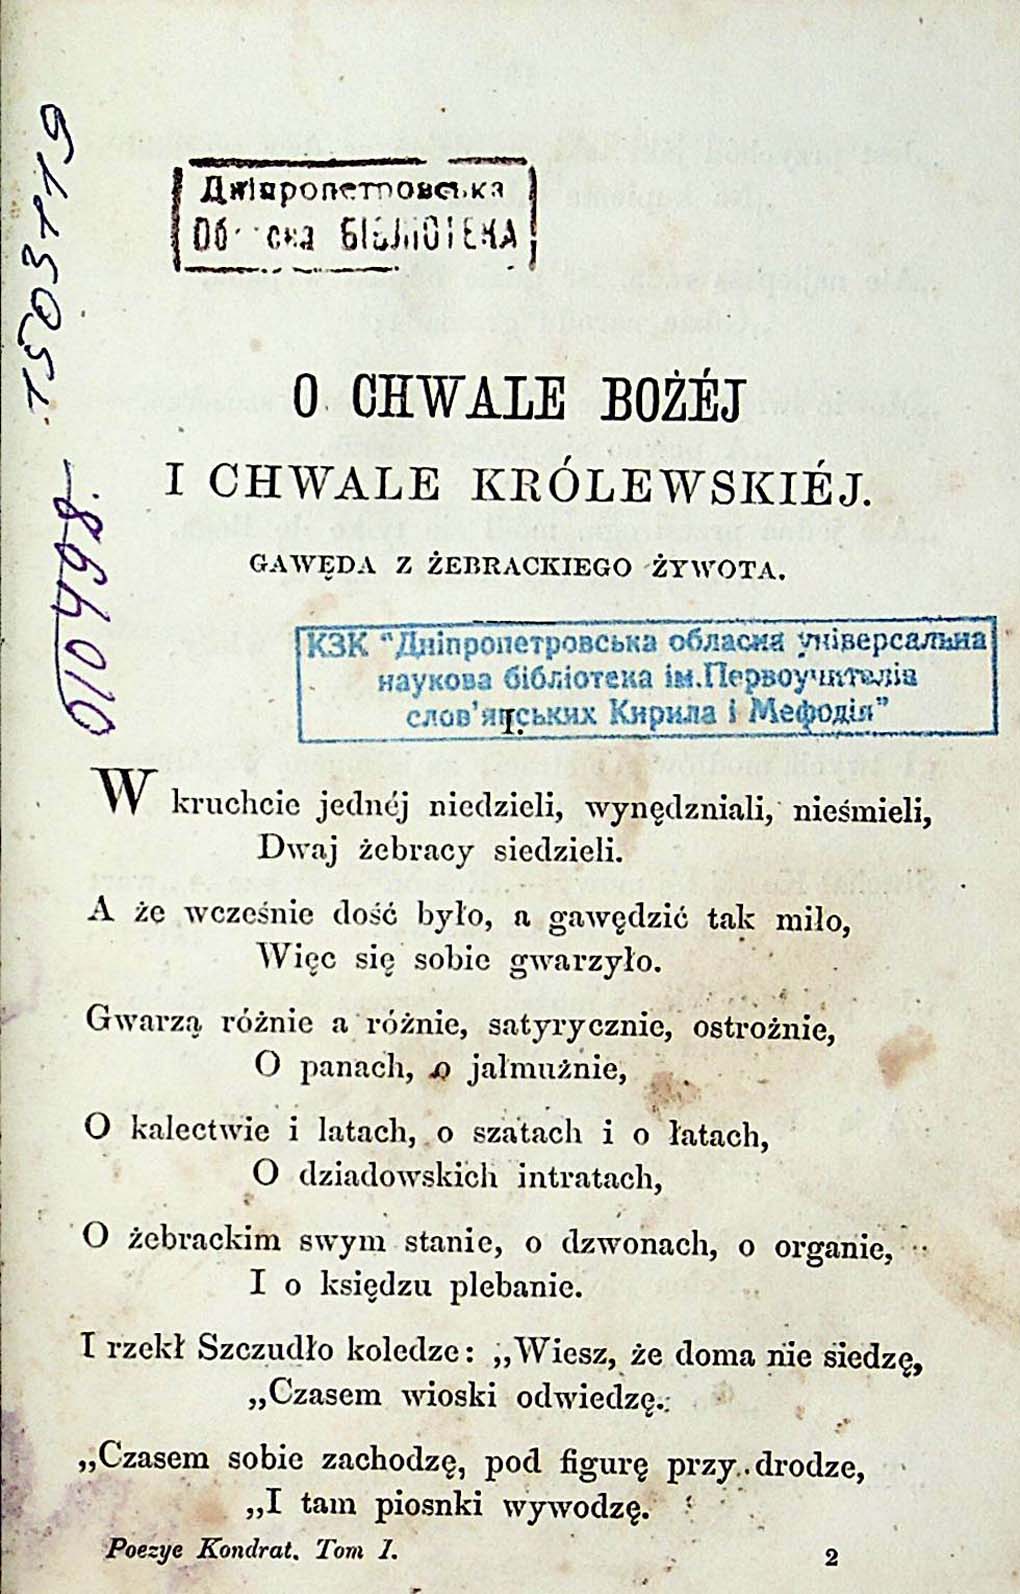 1503119
010498.
Дніпропетровська
БІБЛІОТЕКА
O CHWALE BOŻÉJ
I CHWALE KRÓLEWSKIÉJ.
GAWĘDA Z ŻEBRACKIEGO ŻYWOTA.
КЗК "Дніпропетровська обласна універсальна
наукова бібліотека ім.Первоучителів
слов'янських Кирила і Мефодія"
I.
W kruchcie jednéj niedzieli, wynędzniali, nieśmieli,
Dwaj żebracy siedzieli.
A że wcześnie dość było, a gawędzić tak miło,
Więc się sobie gwarzyło.
Gwarzą różnie a różnie, satyrycznie, ostrożnie,
O panach, o jałmużnie,
O kalectwie i latach, o szatach i o łatach,
O dziadowskich intratach,
O żebrackim swym stanie, o dzwonach, o organie,
I o księdzu plebanie.
I rzekł Szczudło koledze: „Wiesz, że doma nie siedzę,
„Czasem wioski odwiedzę.
„Czasem sobie zachodzę, pod figurę przy drodze,
„I tam piosnki wywodzę.
Poezye Kondrat. Tom I. 2